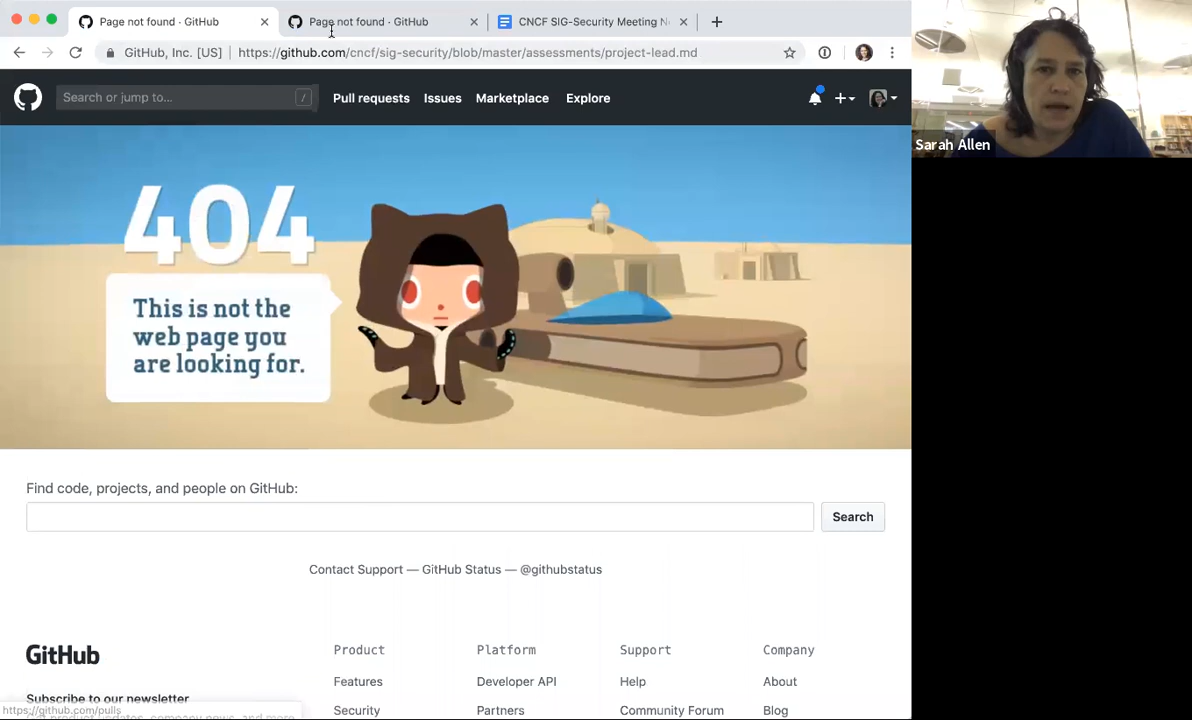 Page not found · GitHub
Page not found · GitHub
CNCF SIG-Security Meeting N
GitHub, Inc. [US]
https://github.com/cncf/sig-security/blob/master/assessments/project-lead.md
Search or jump to...
/
Pull requests
Issues
Marketplace
Explore
Sarah Allen
404
This is not the
web page you
are looking for.
Find code, projects, and people on GitHub:
Search
Contact Support — GitHub Status — @githubstatus
GitHub
Product
Platform
Support
Company
Features
Developer API
Help
About
Subscribe to our newsletter
Security
Partners
Community Forum
Blog
https://github.com/pulls